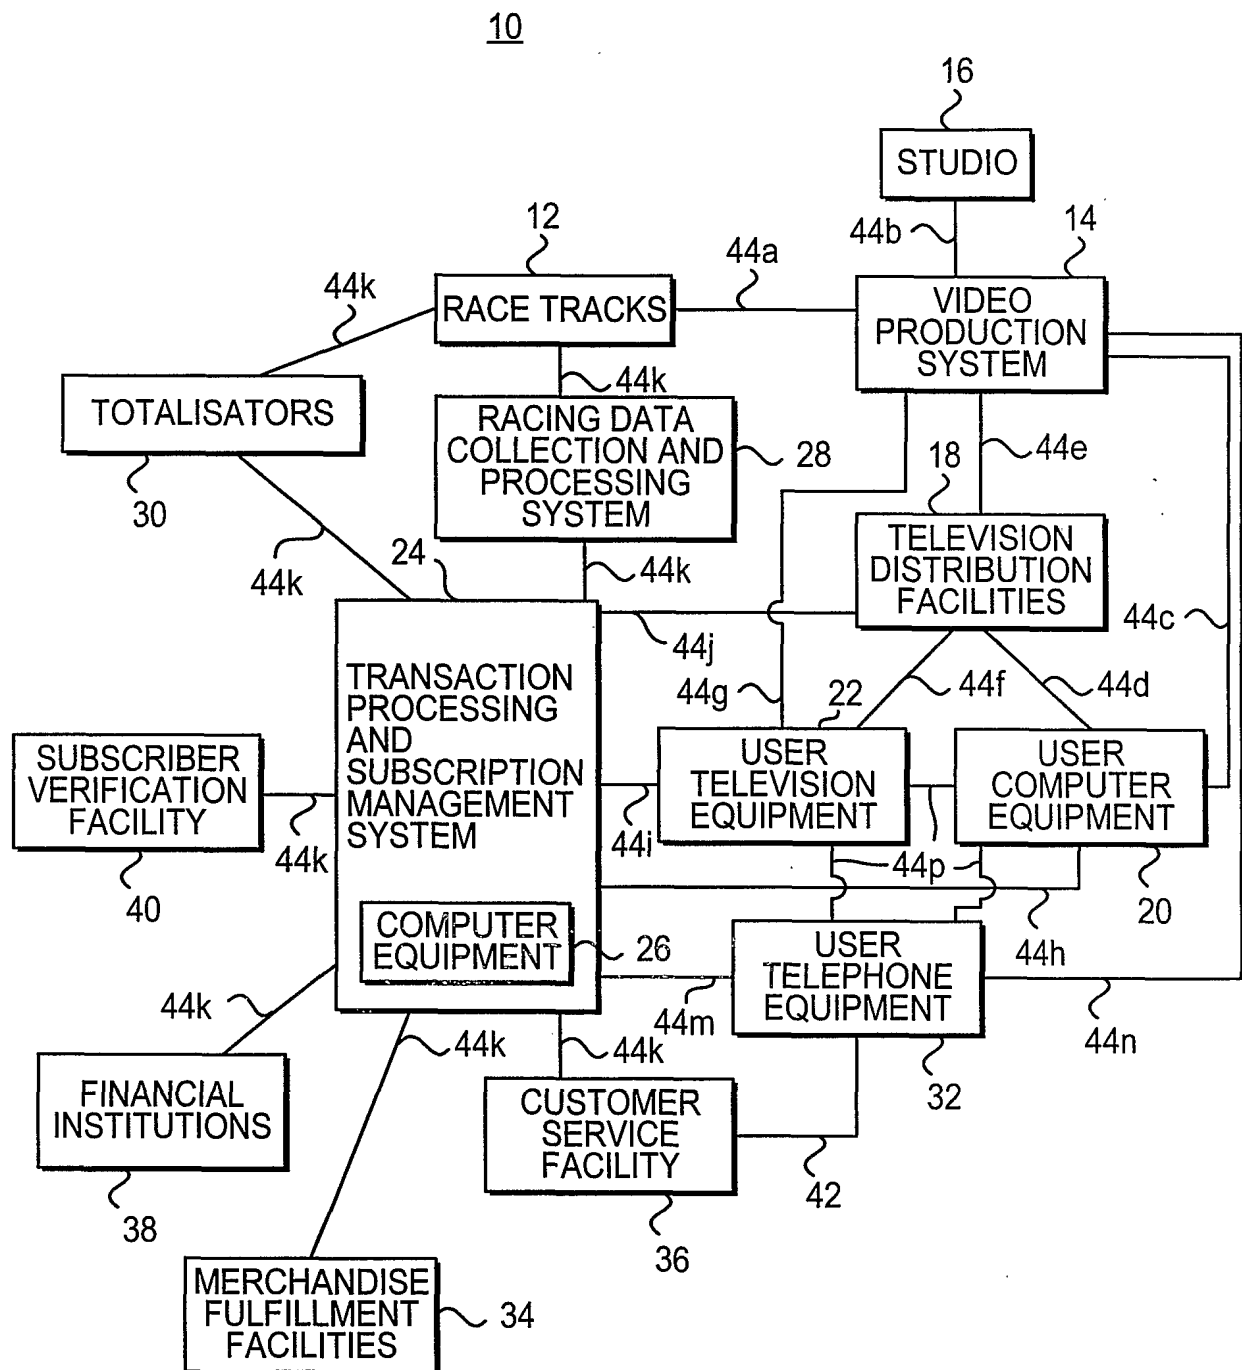 10
16
STUDIO
12
44b
14
44a
44k
RACE TRACKS
VIDEO
PRODUCTION
SYSTEM
44k
TOTALISATORS
RACING DATA
COLLECTION AND
PROCESSING
SYSTEM
28
18
44e
30
44k
24
44k
TELEVISION
DISTRIBUTION
FACILITIES
44c
44j
TRANSACTION
PROCESSING
AND
SUBSCRIPTION
MANAGEMENT
SYSTEM
44g
22
44f
44d
SUBSCRIBER
VERIFICATION
FACILITY
USER
TELEVISION
EQUIPMENT
USER
COMPUTER
EQUIPMENT
44k
44i
44p
40
20
COMPUTER
EQUIPMENT
26
USER
TELEPHONE
EQUIPMENT
44h
44k
44m
44n
44k
44k
32
FINANCIAL
INSTITUTIONS
CUSTOMER
SERVICE
FACILITY
42
38
36
MERCHANDISE
FULFILLMENT
FACILITIES
34